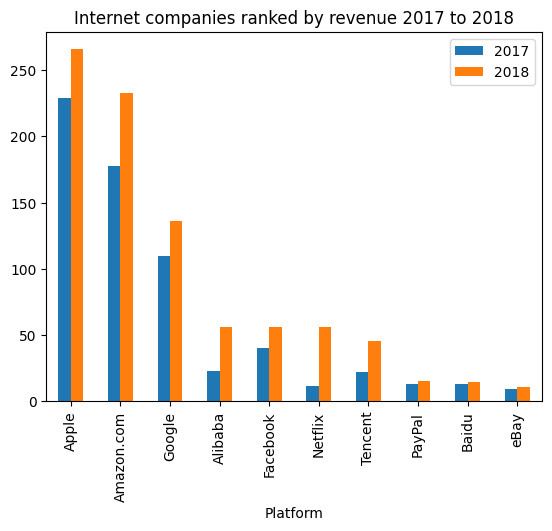 Internet companies ranked by revenue 2017 to 2018
2017
2018
250
200
150
100
50
0
Apple
Amazon.com
Google
Alibaba
Facebook
Netflix
Tencent
PayPal
Baidu
eBay
Platform